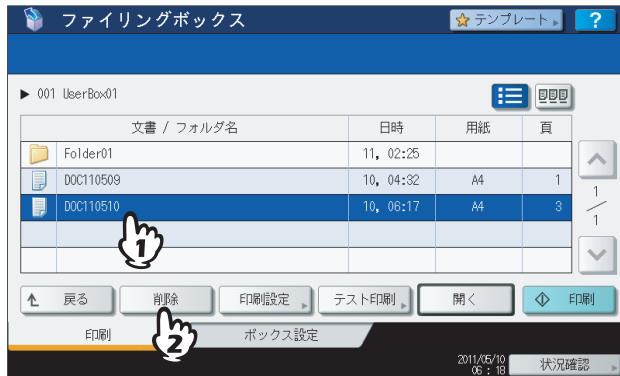 ファイリングボックス
テンプレート
?
001 UserBox01
文書 / フォルダ名 日時 用紙 頁
Folder01 11, 02:25
DOC110509 10, 04:32 A4 1
DOC110510 10, 06:17 A4 3
1
1
1
2
戻る 削除 印刷設定 テスト印刷 開く 印刷
印刷 ボックス設定
2011/05/10
06 : 18
状況確認